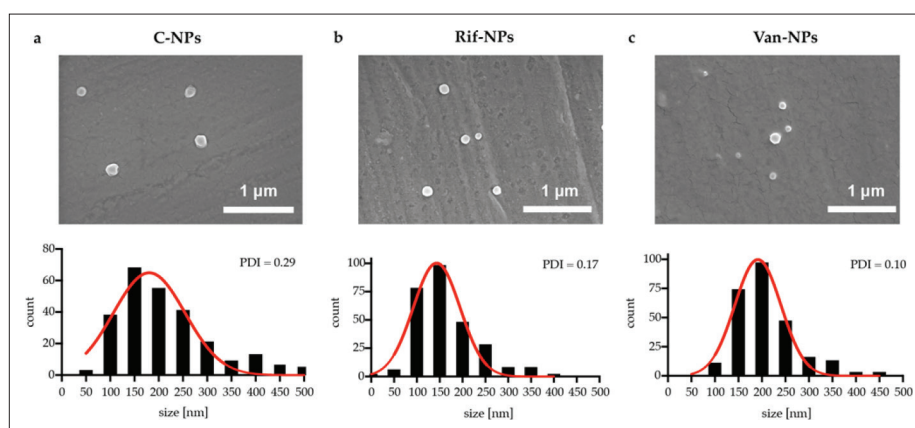 a C-NPs b Rif-NPs c Van-NPs
1 µm 1 µm 1 µm
PDI = 0.29
80
60
40
20
0
count
0 50 100 150 200 250 300 350 400 450 500
size [nm]
PDI = 0.17
100
75
50
25
0
count
0 50 100 150 200 250 300 350 400 450 500
size [nm]
PDI = 0.10
100
75
50
25
0
count
0 50 100 150 200 250 300 350 400 450 500
size [nm]